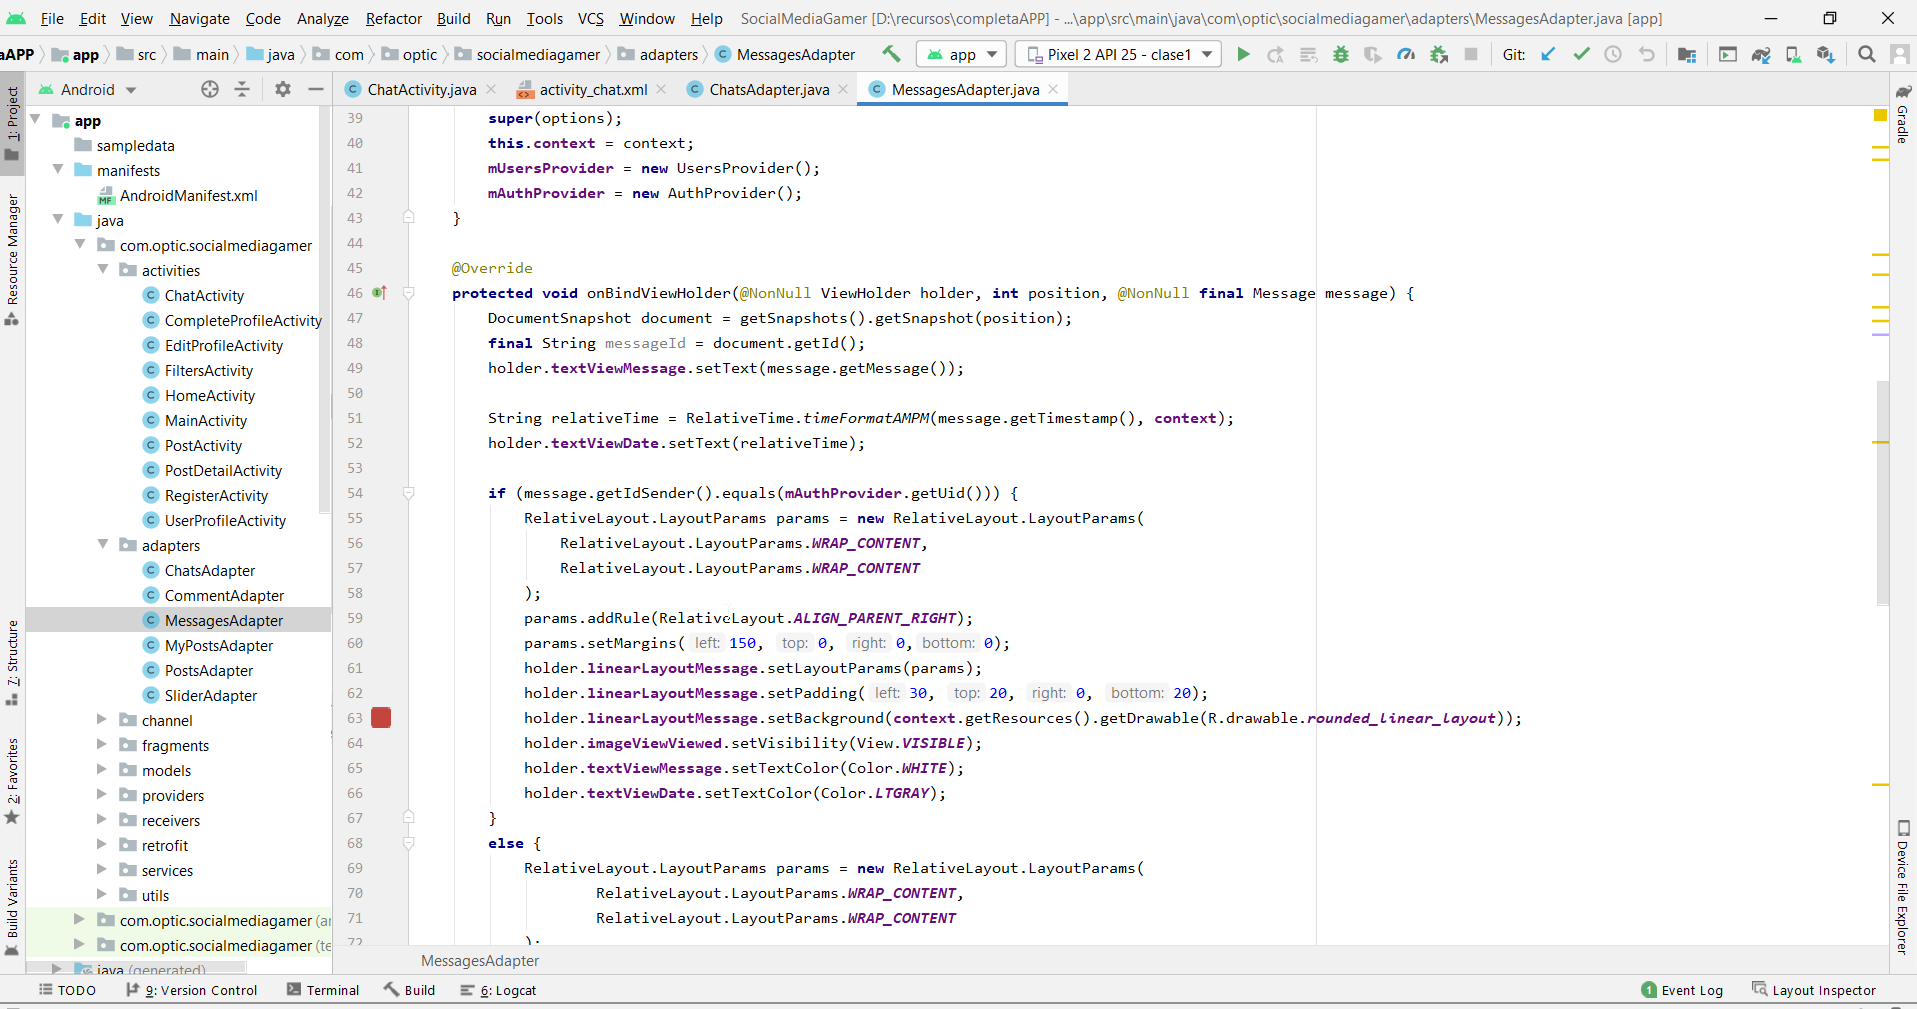 File Edit View Navigate Code Analyze Refactor Build Run Tools VCS Window Help SocialMediaGamer [D:\recursos\completaAPP] - ...\app\src\main\java\com\optic\socialmediagamer\adapters\MessagesAdapter.java [app]
aAPP app src main java com optic socialmediagamer adapters MessagesAdapter app Pixel 2 API 25 - clase1 Git:
Android ChatActivity.java activity_chat.xml ChatsAdapter.java MessagesAdapter.java
1: Project
Resource Manager
7: Structure
2: Favorites
Build Variants
app
sampledata
manifests
MF AndroidManifest.xml
java
com.optic.socialmediagamer
activities
C ChatActivity
C CompleteProfileActivity
C EditProfileActivity
C FiltersActivity
C HomeActivity
C MainActivity
C PostActivity
C PostDetailActivity
C RegisterActivity
C UserProfileActivity
adapters
C ChatsAdapter
C CommentAdapter
C MessagesAdapter
C MyPostsAdapter
C PostsAdapter
C SliderAdapter
channel
fragments
models
providers
receivers
retrofit
services
utils
com.optic.socialmediagamer (an
com.optic.socialmediagamer (te
java (generated)
39 super(options);
40 this.context = context;
41 mUsersProvider = new UsersProvider();
42 mAuthProvider = new AuthProvider();
43 }
44
45 @Override
46 protected void onBindViewHolder(@NonNull ViewHolder holder, int position, @NonNull final Message message) {
47 DocumentSnapshot document = getSnapshots().getSnapshot(position);
48 final String messageId = document.getId();
49 holder.textViewMessage.setText(message.getMessage());
50
51 String relativeTime = RelativeTime.timeFormatAMPM(message.getTimestamp(), context);
52 holder.textViewDate.setText(relativeTime);
53
54 if (message.getIdSender().equals(mAuthProvider.getUid())) {
55 RelativeLayout.LayoutParams params = new RelativeLayout.LayoutParams(
56 RelativeLayout.LayoutParams.WRAP_CONTENT,
57 RelativeLayout.LayoutParams.WRAP_CONTENT
58 );
59 params.addRule(RelativeLayout.ALIGN_PARENT_RIGHT);
60 params.setMargins( left: 150, top: 0, right: 0, bottom: 0);
61 holder.linearLayoutMessage.setLayoutParams(params);
62 holder.linearLayoutMessage.setPadding( left: 30, top: 20, right: 0, bottom: 20);
63 holder.linearLayoutMessage.setBackground(context.getResources().getDrawable(R.drawable.rounded_linear_layout));
64 holder.imageViewViewed.setVisibility(View.VISIBLE);
65 holder.textViewMessage.setTextColor(Color.WHITE);
66 holder.textViewDate.setTextColor(Color.LTGRAY);
67 }
68 else {
69 RelativeLayout.LayoutParams params = new RelativeLayout.LayoutParams(
70 RelativeLayout.LayoutParams.WRAP_CONTENT,
71 RelativeLayout.LayoutParams.WRAP_CONTENT
72 );
MessagesAdapter
Gradle
Device File Explorer
TODO 9: Version Control Terminal Build 6: Logcat 1 Event Log Layout Inspector